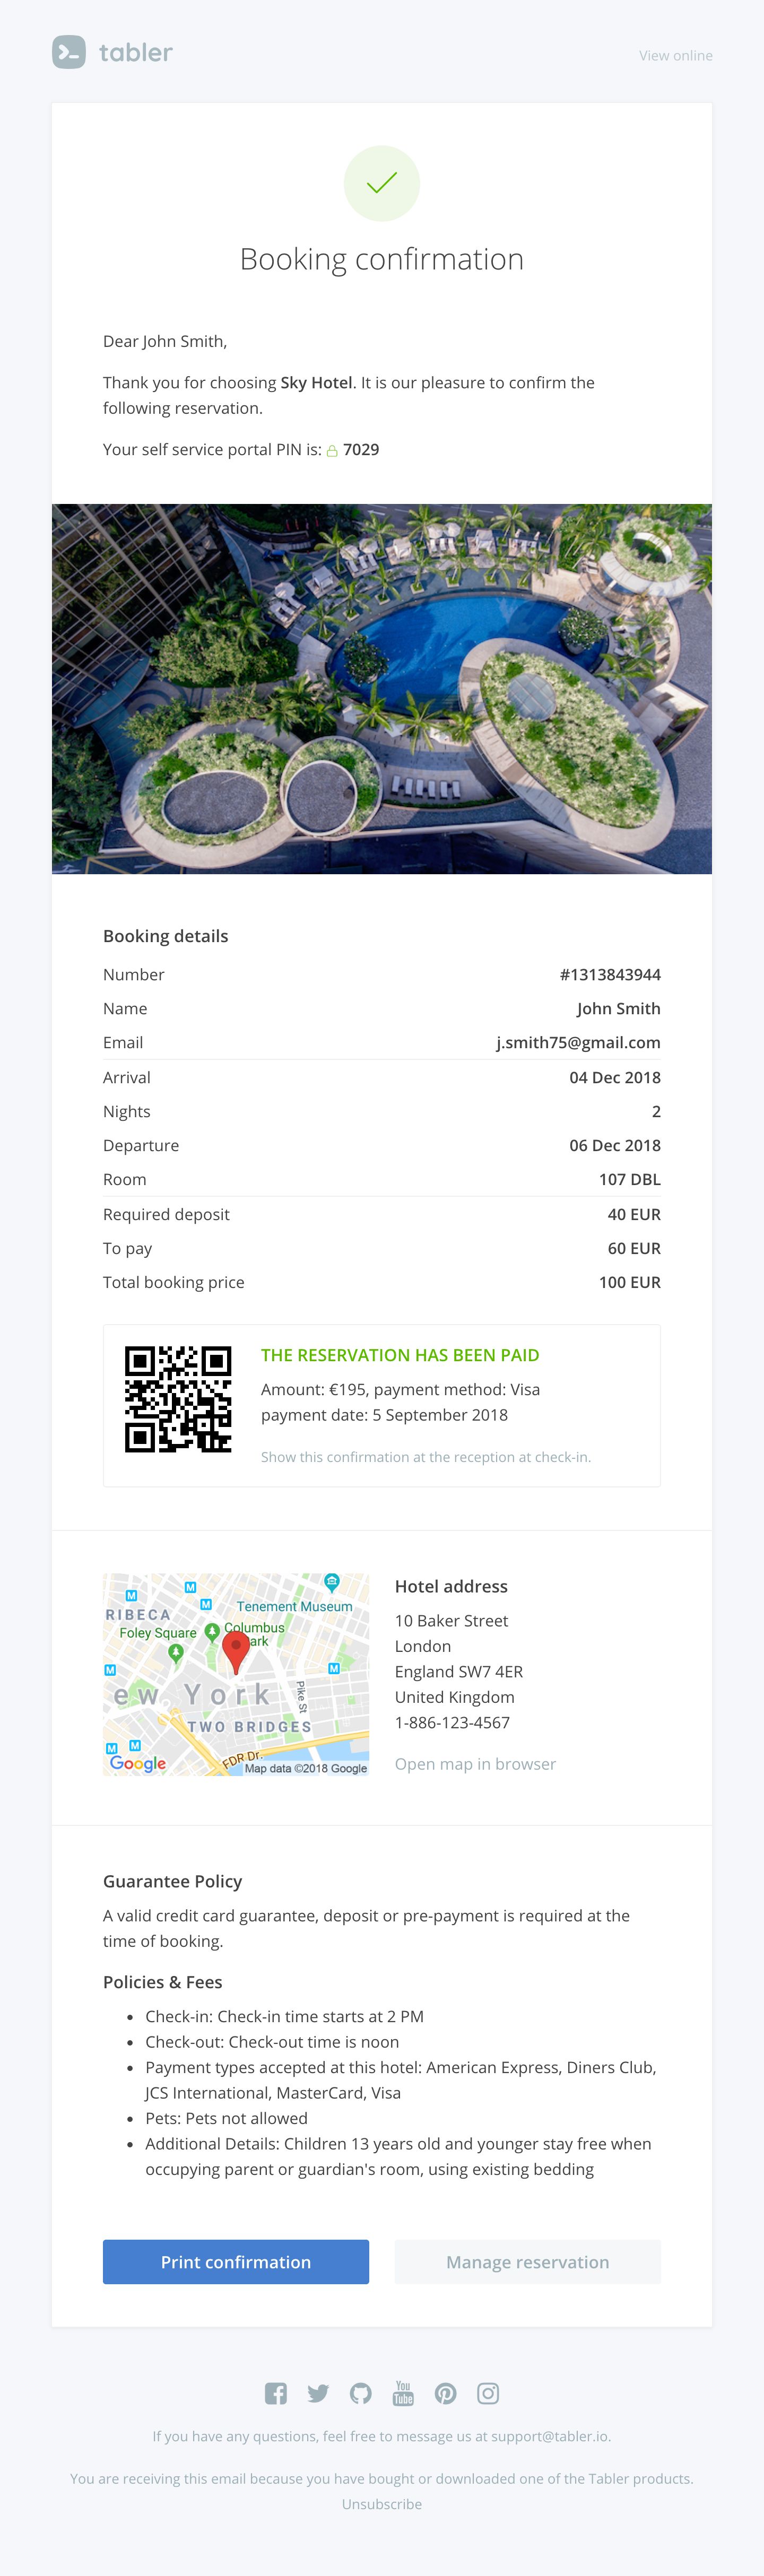 tabler
View online
Booking confirmation
Dear John Smith,
Thank you for choosing Sky Hotel. It is our pleasure to confirm the
following reservation.
Your self service portal PIN is: 7029
Booking details
Number #1313843944
Name John Smith
Email j.smith75@gmail.com
Arrival 04 Dec 2018
Nights 2
Departure 06 Dec 2018
Room 107 DBL
Required deposit 40 EUR
To pay 60 EUR
Total booking price 100 EUR
THE RESERVATION HAS BEEN PAID
Amount: €195, payment method: Visa
payment date: 5 September 2018
Show this confirmation at the reception at check-in.
M
M
M
RIBECA
Tenement Museum
Foley Square
Columbus
ark
M
M
ew York
Pike St
TWO BRIDGES
M
M
FDR Dr.
Google
Map data ©2018 Google
Hotel address
10 Baker Street
London
England SW7 4ER
United Kingdom
1-886-123-4567
Open map in browser
Guarantee Policy
A valid credit card guarantee, deposit or pre-payment is required at the
time of booking.
Policies & Fees
• Check-in: Check-in time starts at 2 PM
• Check-out: Check-out time is noon
• Payment types accepted at this hotel: American Express, Diners Club,
JCS International, MasterCard, Visa
• Pets: Pets not allowed
• Additional Details: Children 13 years old and younger stay free when
occupying parent or guardian's room, using existing bedding
Print confirmation
Manage reservation
You
Tube
If you have any questions, feel free to message us at support@tabler.io.
You are receiving this email because you have bought or downloaded one of the Tabler products.
Unsubscribe